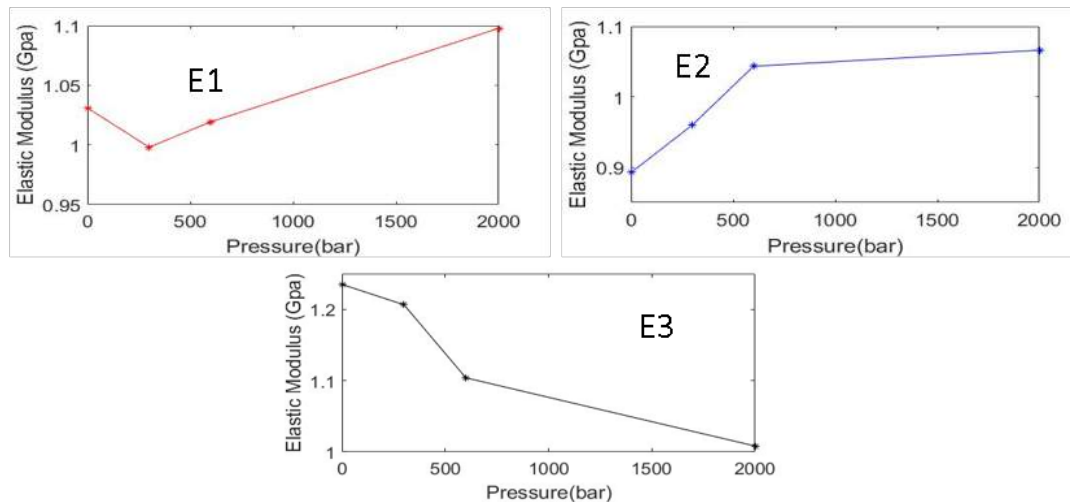 Elastic Modulus (Gpa)
1.1
1.05
1
0.95
E1
0
500
1000
1500
2000
Pressure(bar)
Elastic Modulus (Gpa)
1.1
1
0.9
E2
0
500
1000
1500
2000
Pressure(bar)
Elastic Modulus (Gpa)
1.2
1.1
1
E3
0
500
1000
1500
2000
Pressure(bar)